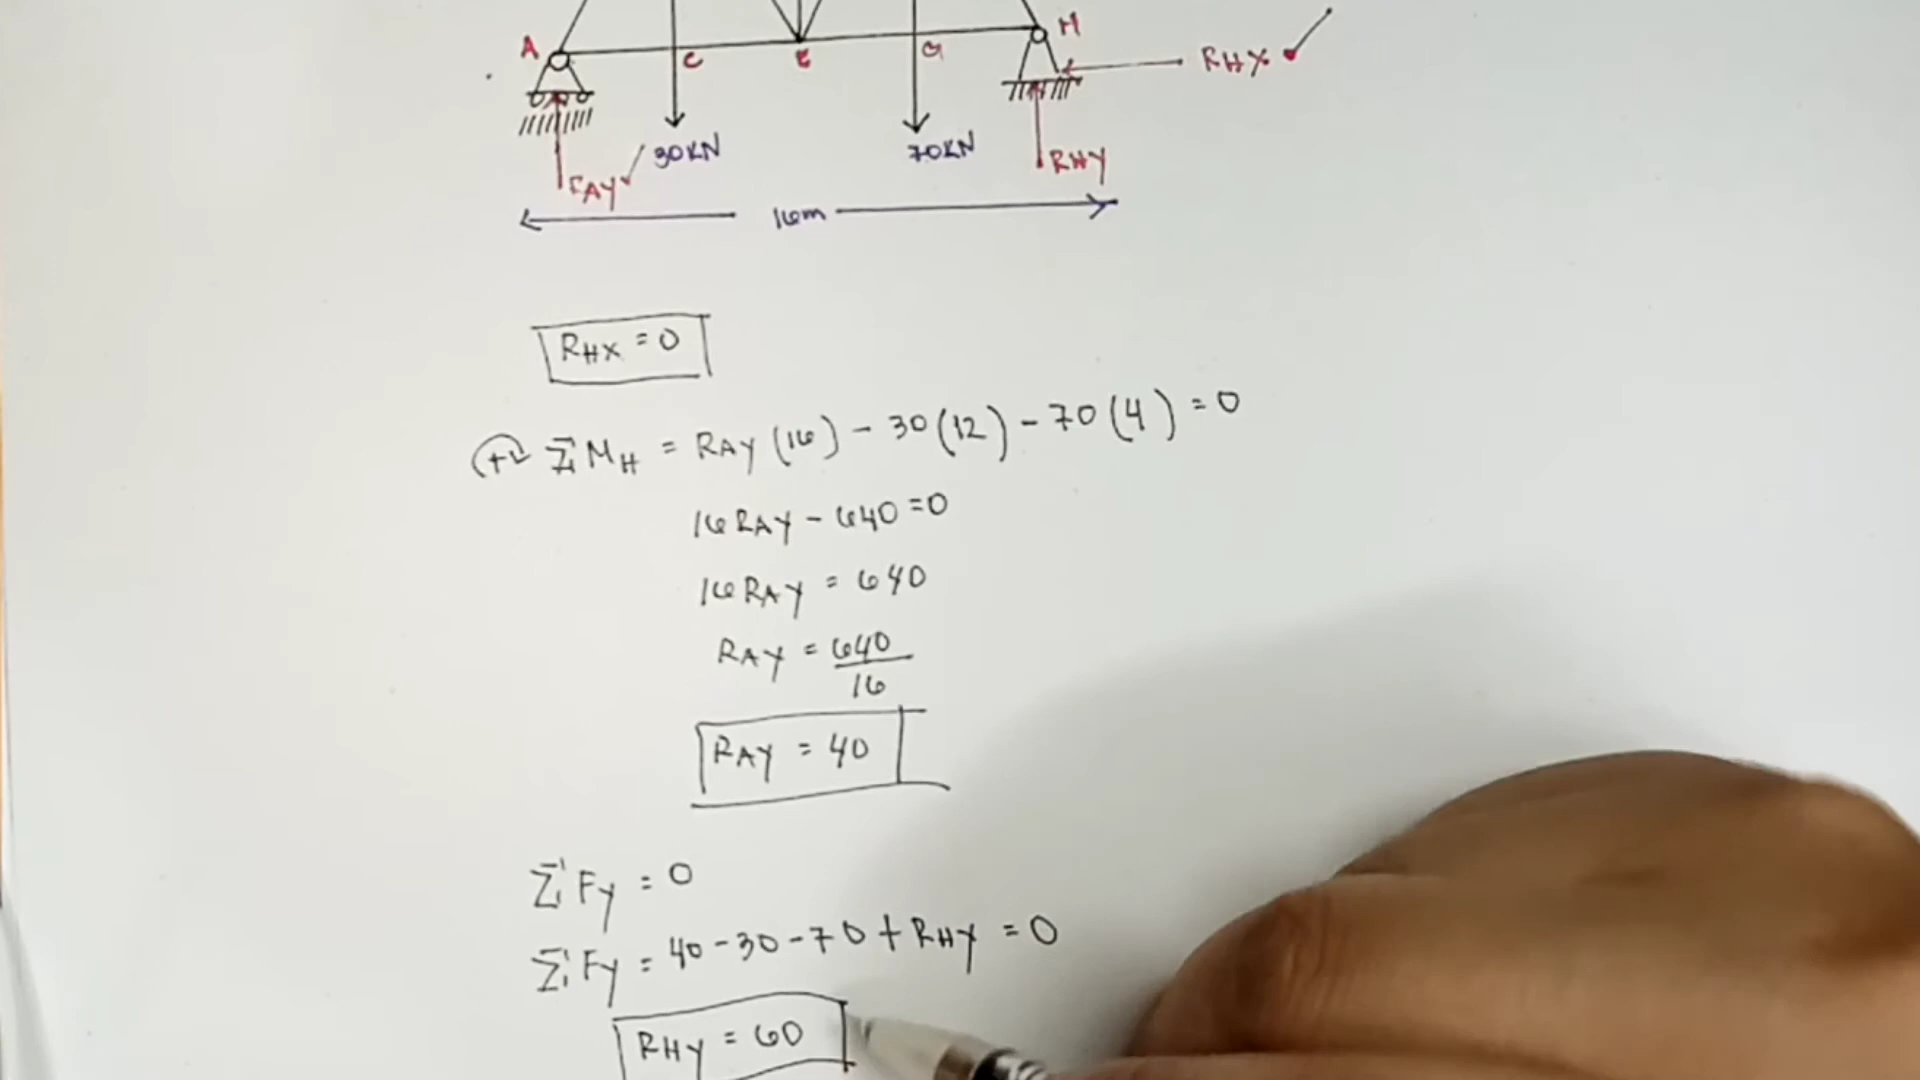 A C E G H RHX
30KN 70KN RHY
RAY
16m
RHX = 0
+ ΣMH = RAY (16) - 30 (12) - 70 (4) = 0
16RAY - 640 = 0
16RAY = 640
RAY = 640
16
RAY = 40
ΣFY = 0
ΣFY = 40 - 30 - 70 + RHY = 0
RHY = 60